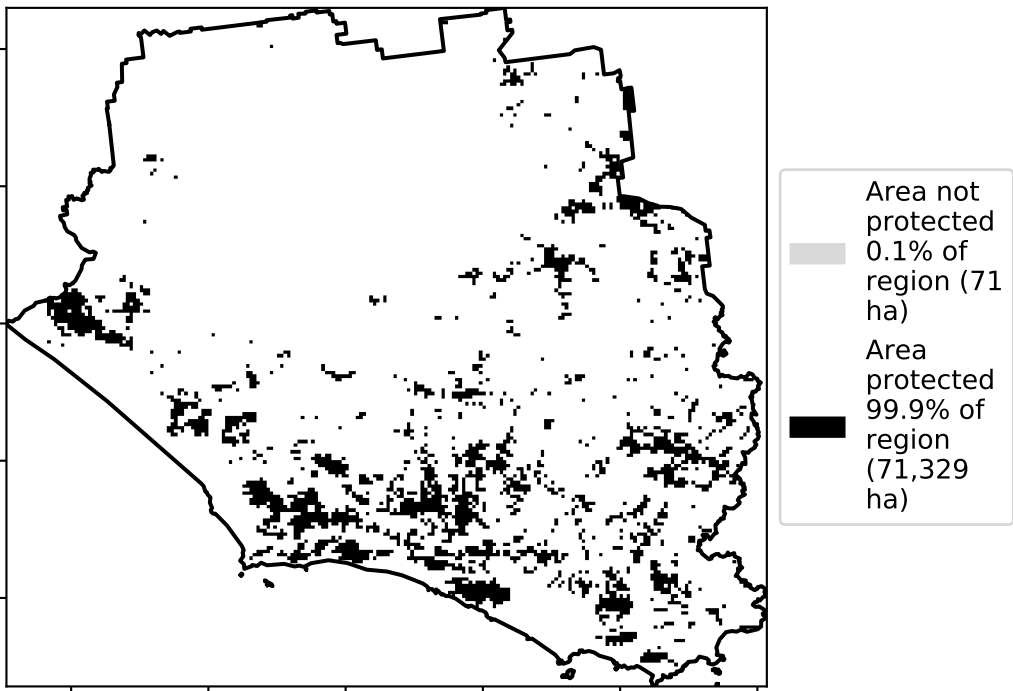 Area not
protected
0.1% of
region (71
ha)
Area
protected
99.9% of
region
(71,329
ha)